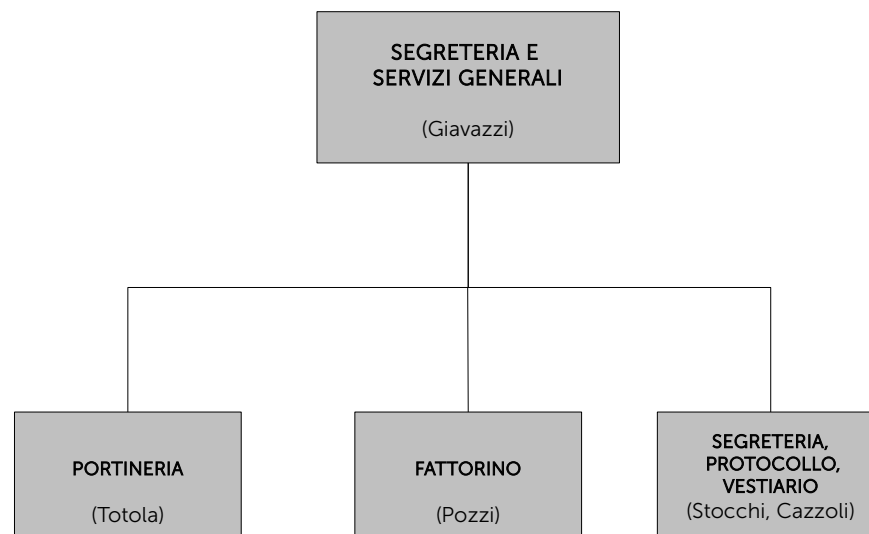 SEGRETERIA E
SERVIZI GENERALI
(Giavazzi)
PORTINERIA
(Totola)
FATTORINO
(Pozzi)
SEGRETERIA,
PROTOCOLLO,
VESTIARIO
(Stocchi, Cazzoli)